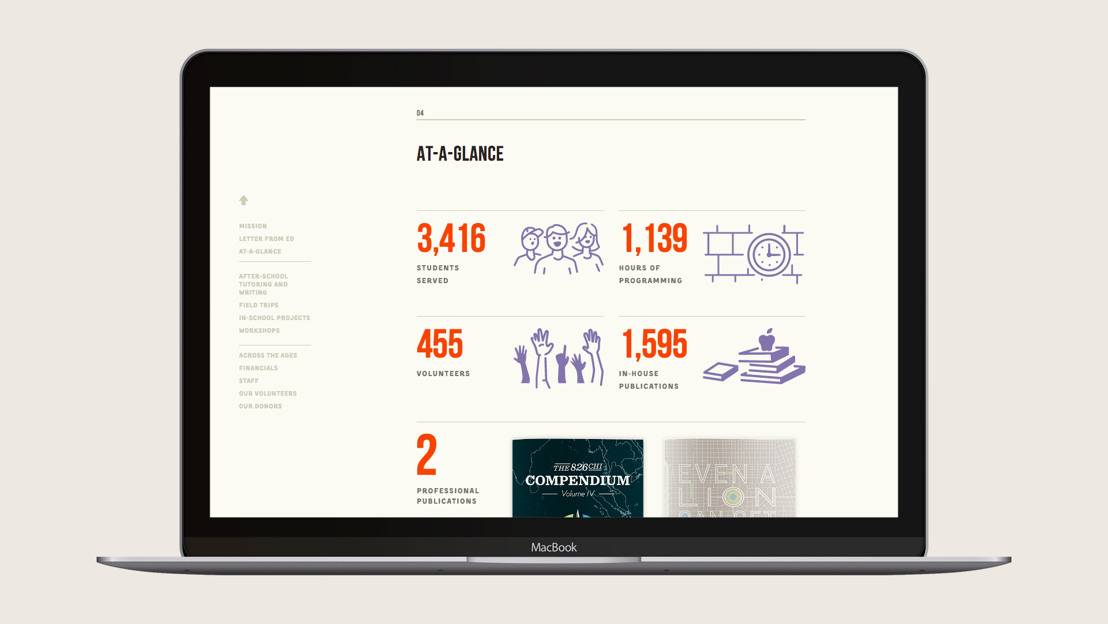 04
AT-A-GLANCE
MISSION
LETTER FROM ED
AT-A-GLANCE
AFTER-SCHOOL
TUTORING AND
WRITING
FIELD TRIPS
IN-SCHOOL PROJECTS
WORKSHOPS
ACROSS THE AGES
FINANCIALS
STAFF
OUR VOLUNTEERS
OUR DONORS
3,416
STUDENTS
SERVED
1,139
HOURS OF
PROGRAMMING
455
VOLUNTEERS
1,595
IN-HOUSE
PUBLICATIONS
2
PROFESSIONAL
PUBLICATIONS
THE 826CHI
COMPENDIUM
Volume IV
EVEN A
LION
CAN GET
MacBook